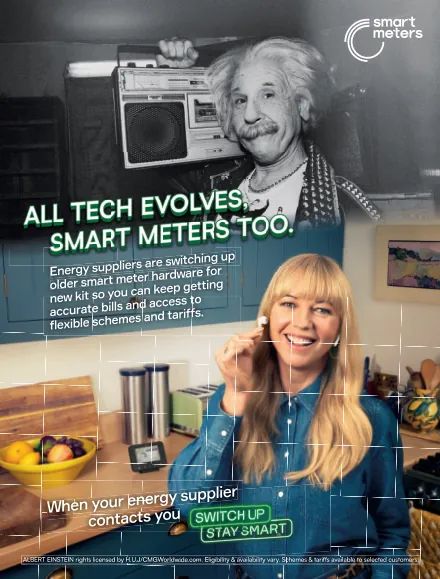 smart
meters
ALL TECH EVOLVES,
SMART METERS TOO.
Energy suppliers are switching up
older smart meter hardware for
new kit so you can keep getting
accurate bills and access to
flexible schemes and tariffs.
When your energy supplier
contacts you SWITCH UP
STAY SMART
ALBERT EINSTEIN rights licensed by H.U.J/CMGWorldwide.com. Eligibility & availability vary. Schemes & tariffs available to selected customers.